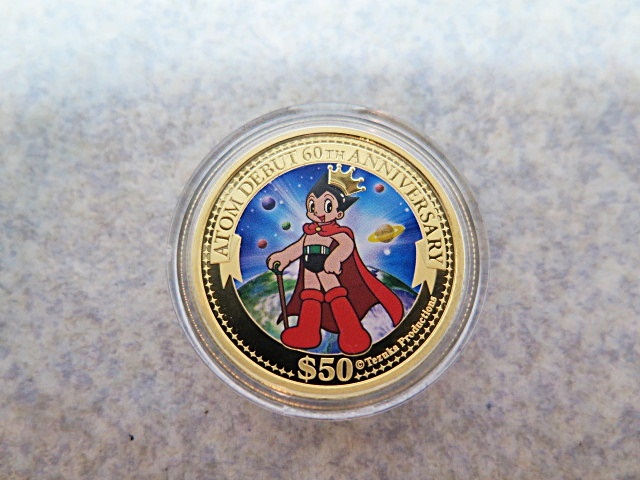 ATOM DEBUT 60TH ANNIVERSARY
$50
©Tezuka Productions